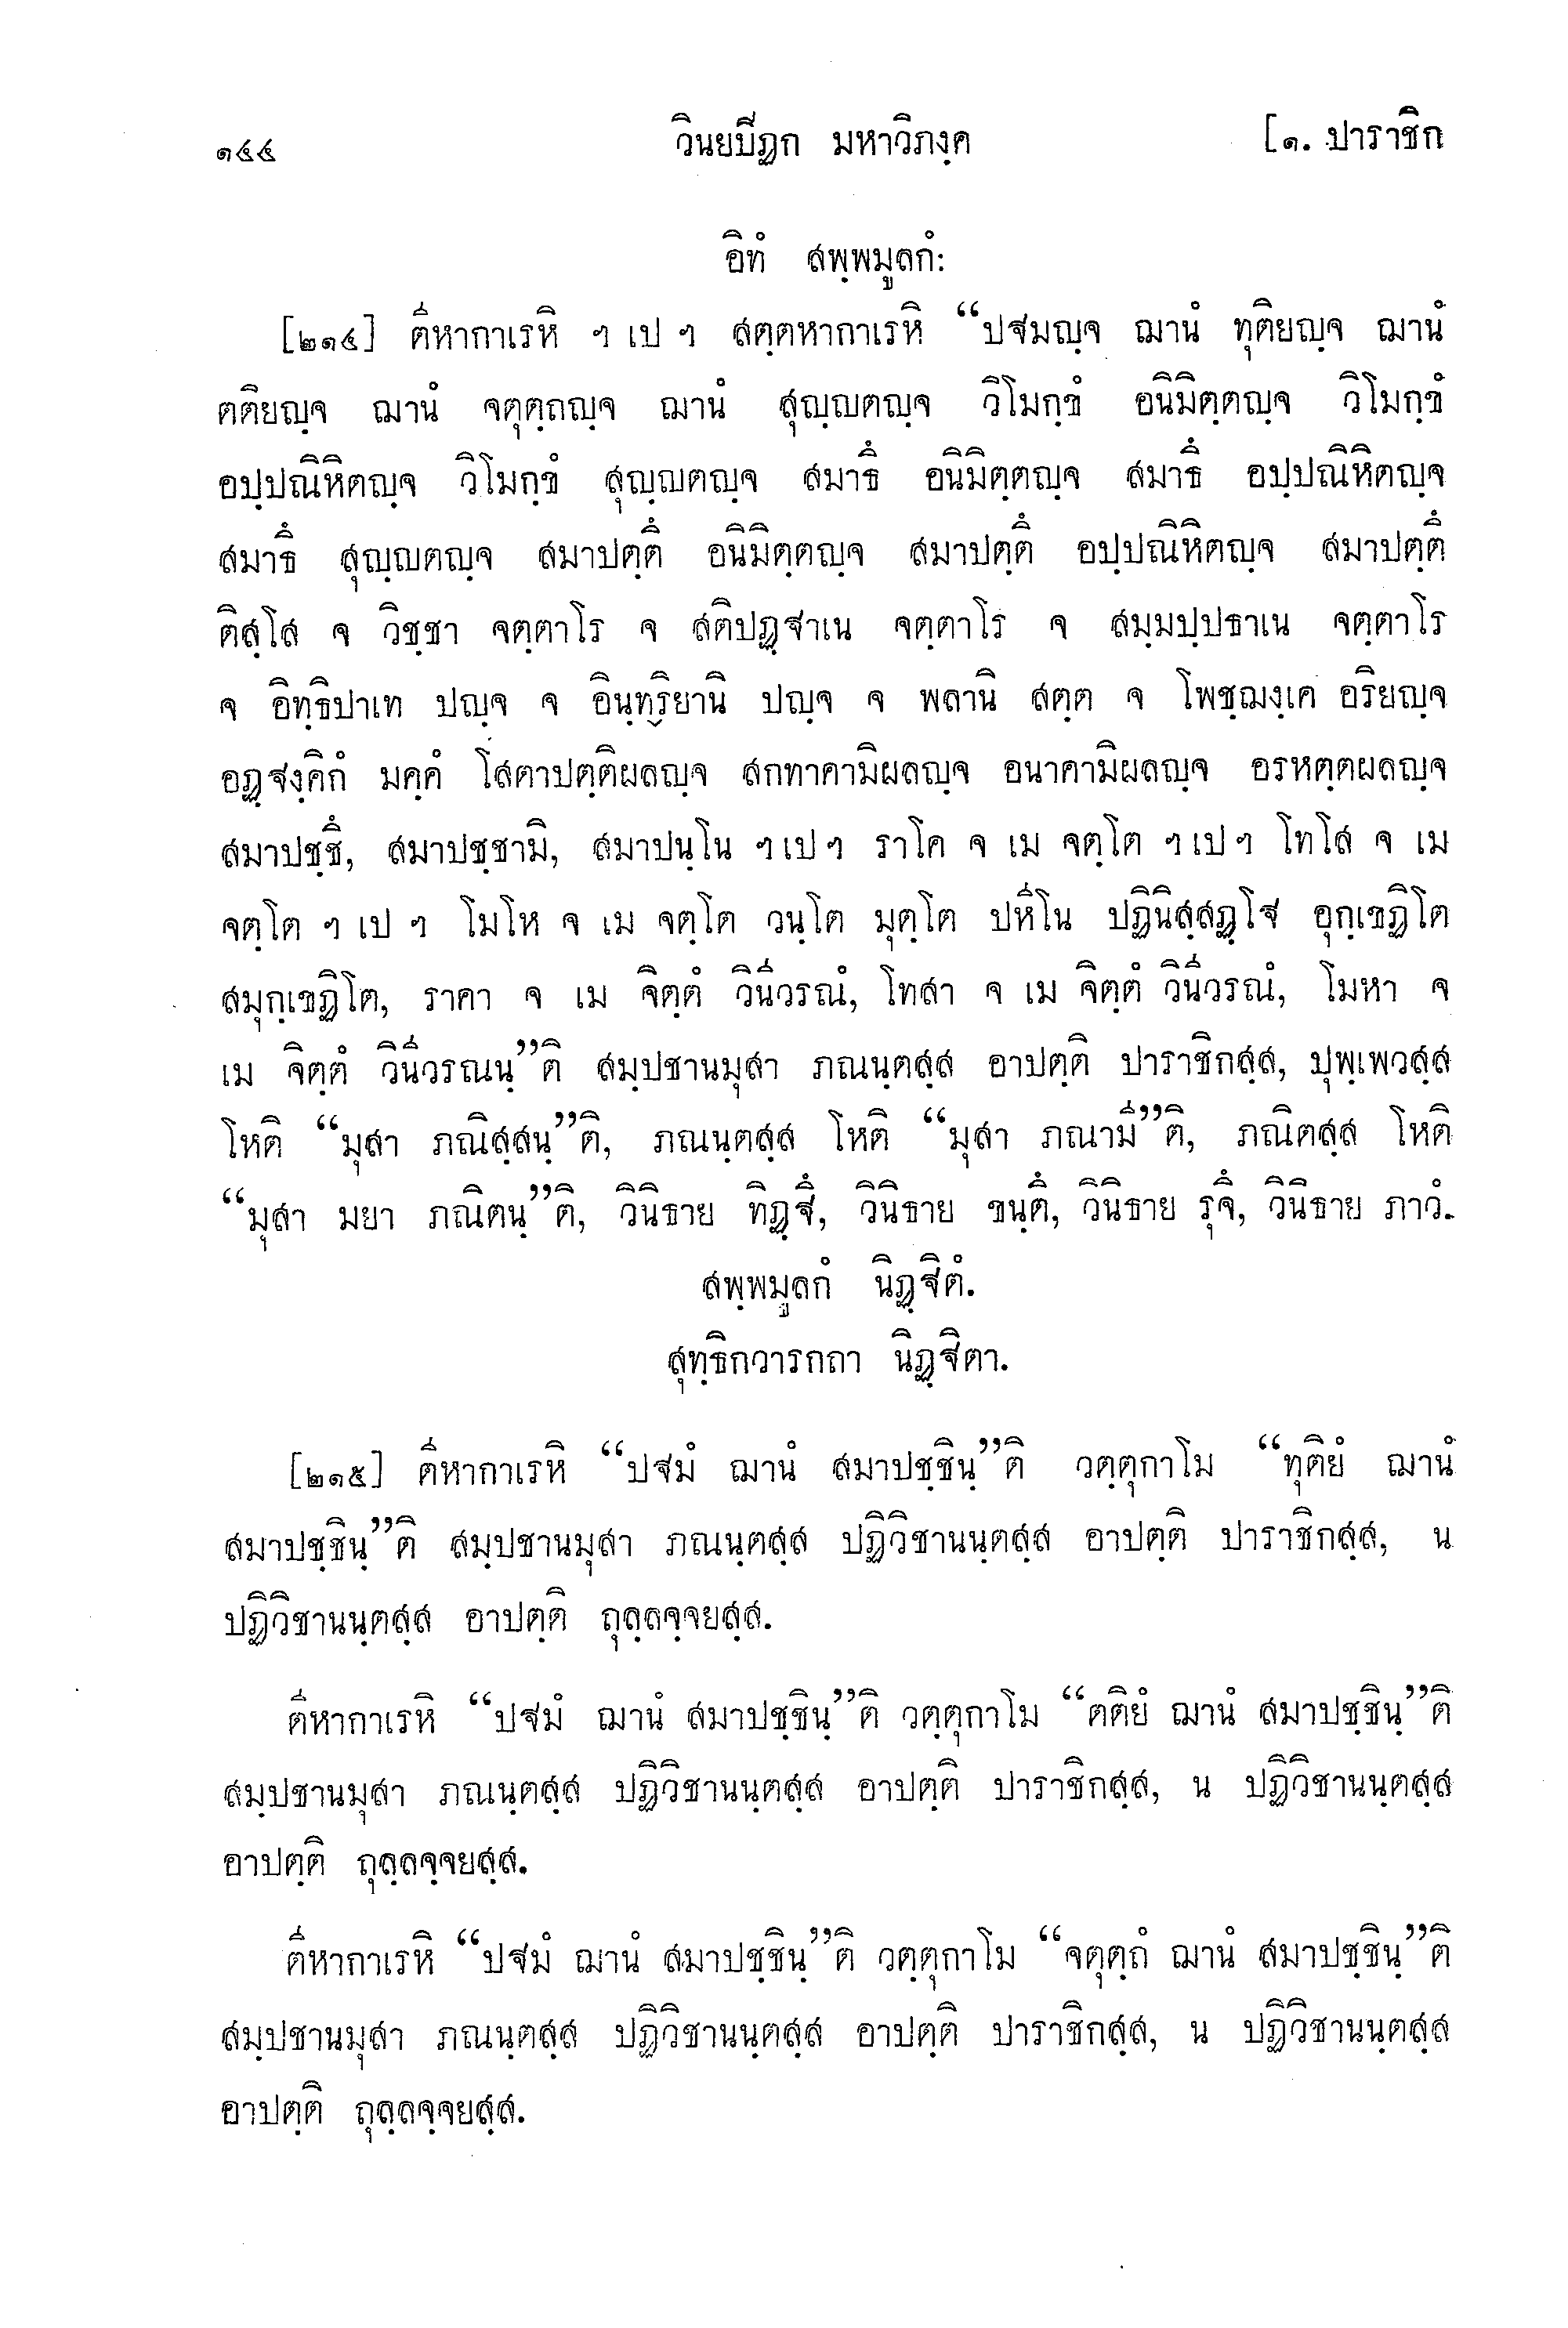 ๑๔๔ วินยปิฏก มหาวิภงฺค [๑. ปาราชิก
อิทํ สพฺพมูลกํ:
[๒๑๔] ตีหากาเรหิ ฯ เป ฯ สตฺตหากาเรหิ “ปฐมญฺจ ฌานํ ทุติยญฺจ ฌานํ
ตติยญฺจ ฌานํ จตุตฺถญฺจ ฌานํ สุญฺญตญฺจ วิโมกฺขํ อนิมิตฺตญฺจ วิโมกฺขํ
อปฺปณิหิตญฺจ วิโมกฺขํ สุญฺญตญฺจ สมาธึ อนิมิตฺตญฺจ สมาธึ อปฺปณิหิตญฺจ
สมาธึ สุญฺญตญฺจ สมาปตฺตึ อนิมิตฺตญฺจ สมาปตฺตึ อปฺปณิหิตญฺจ สมาปตฺตึ
ติสฺโส จ วิชฺชา จตฺตาโร จ สติปฏฺฐาเน จตฺตาโร จ สมฺมปฺปธาเน จตฺตาโร
จ อิทฺธิปาเท ปญฺจ จ อินฺทฺริยานิ ปญฺจ จ พลานิ สตฺต จ โพชฺฌงฺเค อริยญฺจ
อฏฺฐงฺคิกํ มคฺคํ โสตาปตฺติผลญฺจ สกทาคามิผลญฺจ อนาคามิผลญฺจ อรหตฺตผลญฺจ
สมาปชฺชึ, สมาปชฺชามิ, สมาปนฺโน ฯ เป ฯ ราโค จ เม จตฺโต ฯ เป ฯ โทโส จ เม
จตฺโต ฯ เป ฯ โมโห จ เม จตฺโต วนฺโต มุตฺโต ปหีโน ปฏินิสฺสฏฺโฐ อุกฺเขฏิโต
สมุกฺเขฏิโต, ราคา จ เม จิตฺตํ วินีวรณํ, โทสา จ เม จิตฺตํ วินีวรณํ, โมหา จ
เม จิตฺตํ วินีวรณนฺ”ติ สมฺปชานมุสา ภณนฺตสฺส อาปตฺติ ปาราชิกสฺส, ปุพฺเพวสฺส
โหติ “มุสา ภณิสฺสนฺ”ติ, ภณนฺตสฺส โหติ “มุสา ภณามี”ติ, ภณิตสฺส โหติ
“มุสา มยา ภณิตนฺ”ติ, วินิธาย ทิฏฺฐึ, วินิธาย ขนฺตึ, วินิธาย รุจึ, วินิธาย ภาวํ.
สพฺพมูลกํ นิฏฺฐิตํ.
สุทฺธิกวารกถา นิฏฺฐิตา.
[๒๑๕] ตีหากาเรหิ “ปฐมํ ฌานํ สมาปชฺชินฺ”ติ วตฺตุกาโม “ทุติยํ ฌานํ
สมาปชฺชินฺ”ติ สมฺปชานมุสา ภณนฺตสฺส ปฏิวิชานนฺตสฺส อาปตฺติ ปาราชิกสฺส, น
ปฏิวิชานนฺตสฺส อาปตฺติ ถุลฺลจฺจยสฺส.
ตีหากาเรหิ “ปฐมํ ฌานํ สมาปชฺชินฺ”ติ วตฺตุกาโม “ตติยํ ฌานํ สมาปชฺชินฺ”ติ
สมฺปชานมุสา ภณนฺตสฺส ปฏิวิชานนฺตสฺส อาปตฺติ ปาราชิกสฺส, น ปฏิวิชานนฺตสฺส
อาปตฺติ ถุลฺลจฺจยสฺส.
ตีหากาเรหิ “ปฐมํ ฌานํ สมาปชฺชินฺ”ติ วตฺตุกาโม “จตุตฺถํ ฌานํ สมาปชฺชินฺ”ติ
สมฺปชานมุสา ภณนฺตสฺส ปฏิวิชานนฺตสฺส อาปตฺติ ปาราชิกสฺส, น ปฏิวิชานนฺตสฺส
อาปตฺติ ถุลฺลจฺจยสฺส.